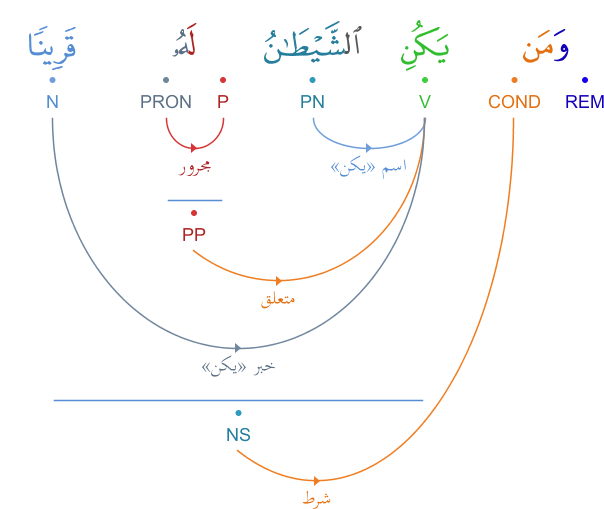 وَمَن يَكُنِ ٱلشَّيْطَـٰنُ لَهُۥ قَرِينًا
REM COND V PN P PRON N
اسم «يكن»
مجرور
PP
متعلق
خبر «يكن»
NS
شرط